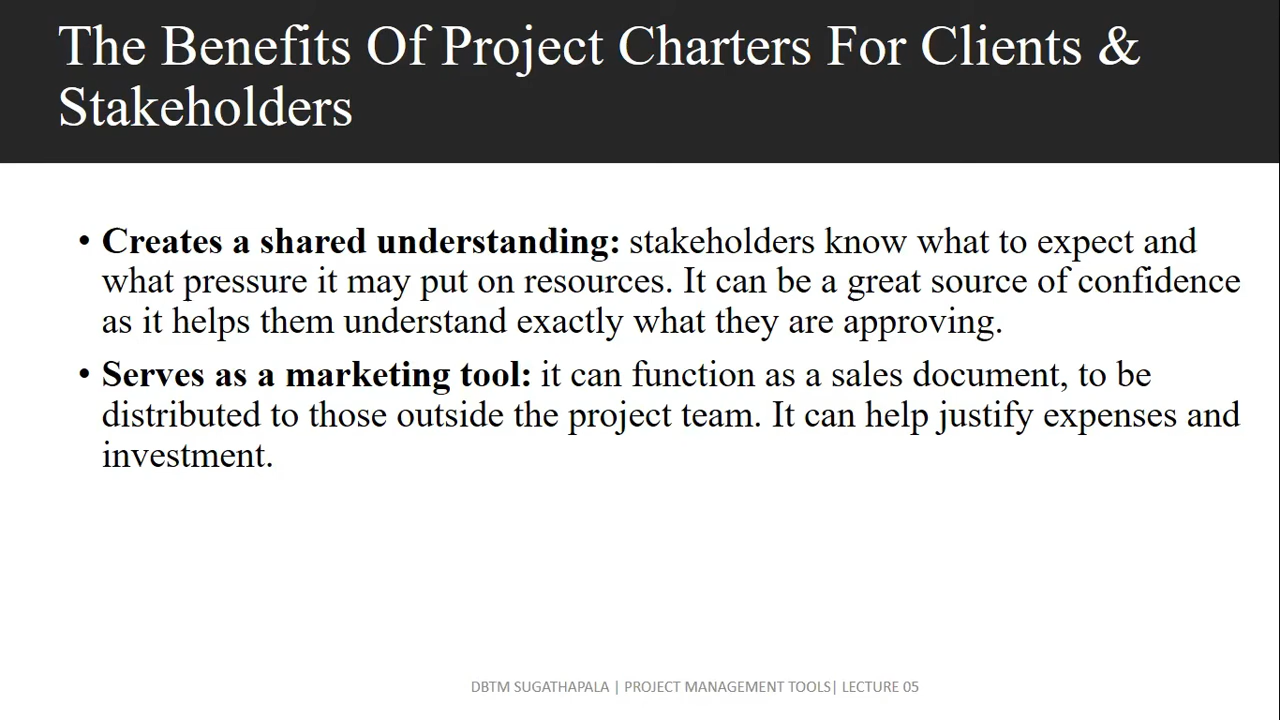 The Benefits Of Project Charters For Clients &
Stakeholders
• Creates a shared understanding: stakeholders know what to expect and
what pressure it may put on resources. It can be a great source of confidence
as it helps them understand exactly what they are approving.
• Serves as a marketing tool: it can function as a sales document, to be
distributed to those outside the project team. It can help justify expenses and
investment.
DBTM SUGATHAPALA | PROJECT MANAGEMENT TOOLS| LECTURE 05